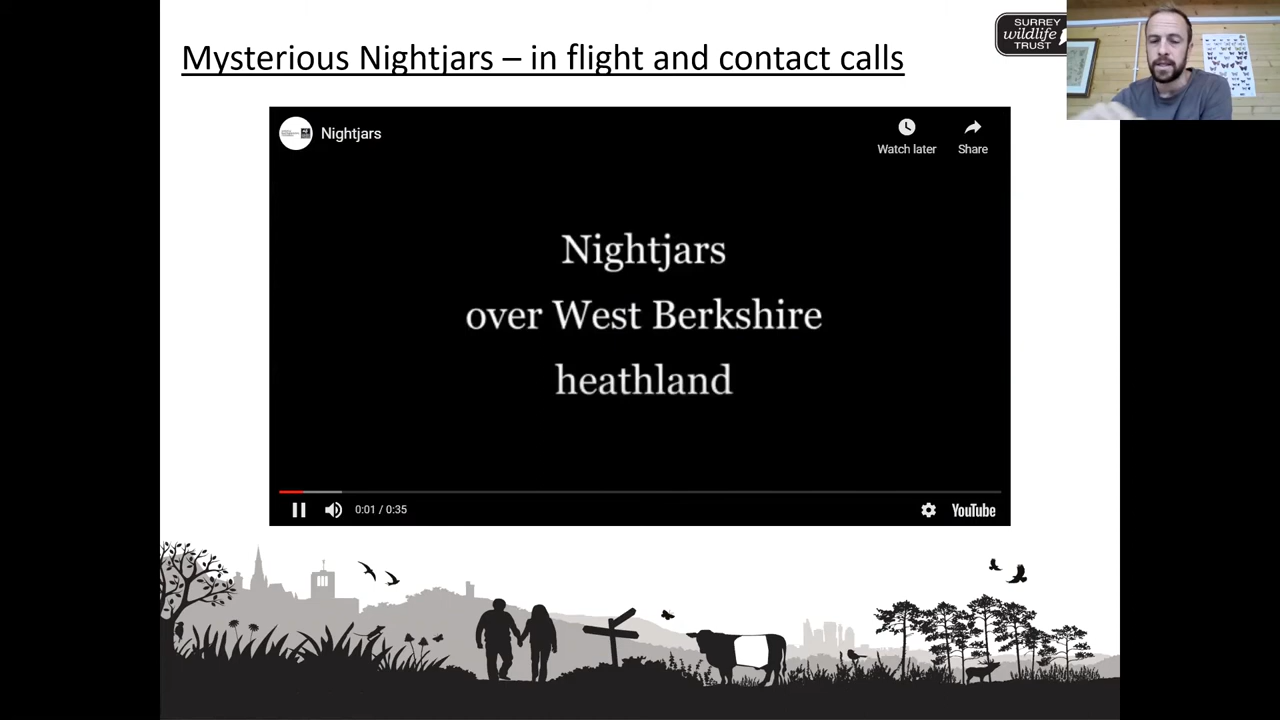 Mysterious Nightjars – in flight and contact calls
SURREY
wildlife
TRUST
Nightjars
Watch later
Share
Nightjars
over West Berkshire
heathland
0:01 / 0:35
YouTube